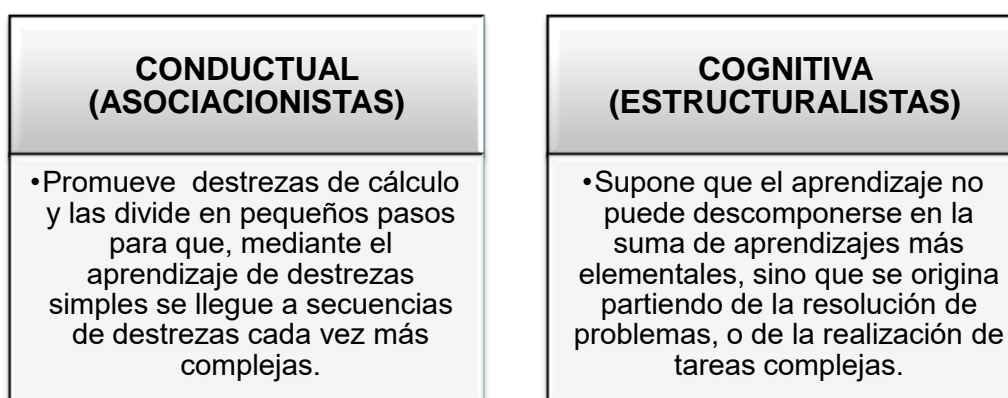 CONDUCTUAL
(ASOCIACIONISTAS)
•Promueve destrezas de cálculo
y las divide en pequeños pasos
para que, mediante el
aprendizaje de destrezas
simples se llegue a secuencias
de destrezas cada vez más
complejas.
COGNITIVA
(ESTRUCTURALISTAS)
•Supone que el aprendizaje no
puede descomponerse en la
suma de aprendizajes más
elementales, sino que se origina
partiendo de la resolución de
problemas, o de la realización de
tareas complejas.